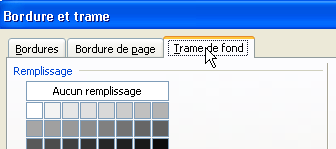 Bordure et trame
Bordures Bordure de page Trame de fond
Remplissage
Aucun remplissage